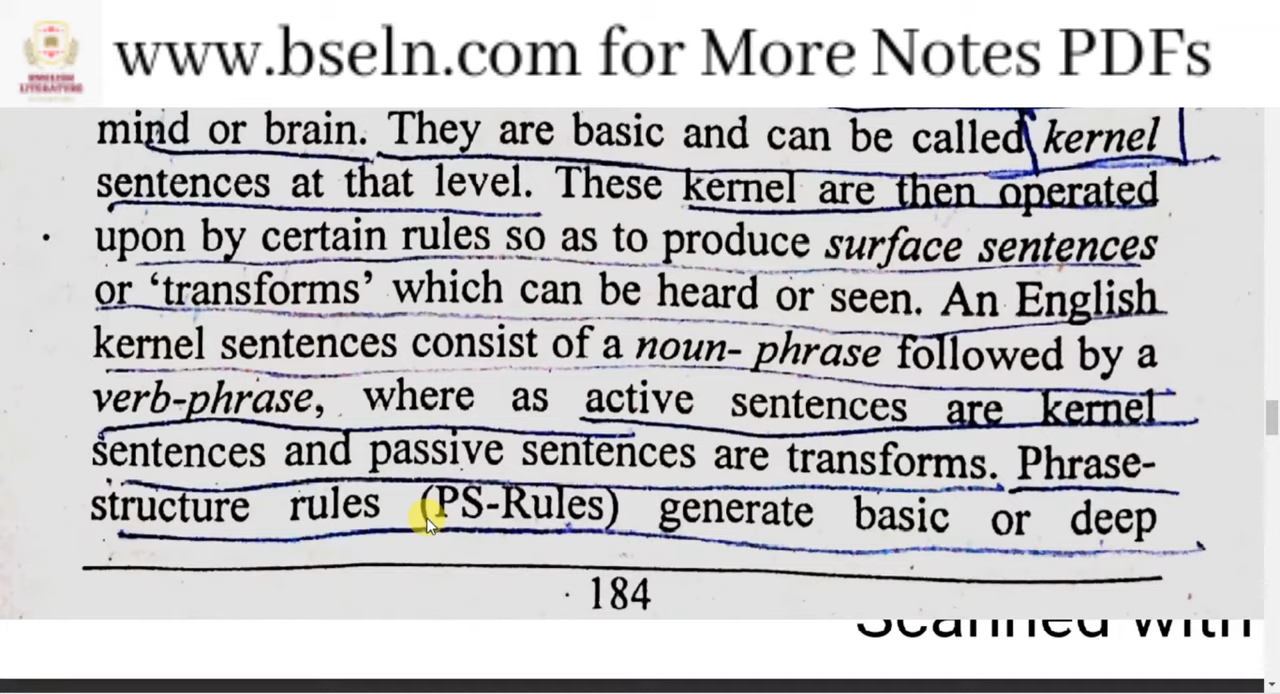 www.bseln.com for More Notes PDFs
ENGLISH
LITERATURE
mind or brain. They are basic and can be called kernel
sentences at that level. These kernel are then operated
upon by certain rules so as to produce surface sentences
or ‘transforms’ which can be heard or seen. An English
kernel sentences consist of a noun- phrase followed by a
verb-phrase, where as active sentences are kernel
sentences and passive sentences are transforms. Phrase-
structure rules (PS-Rules) generate basic or deep
184
Scanned with